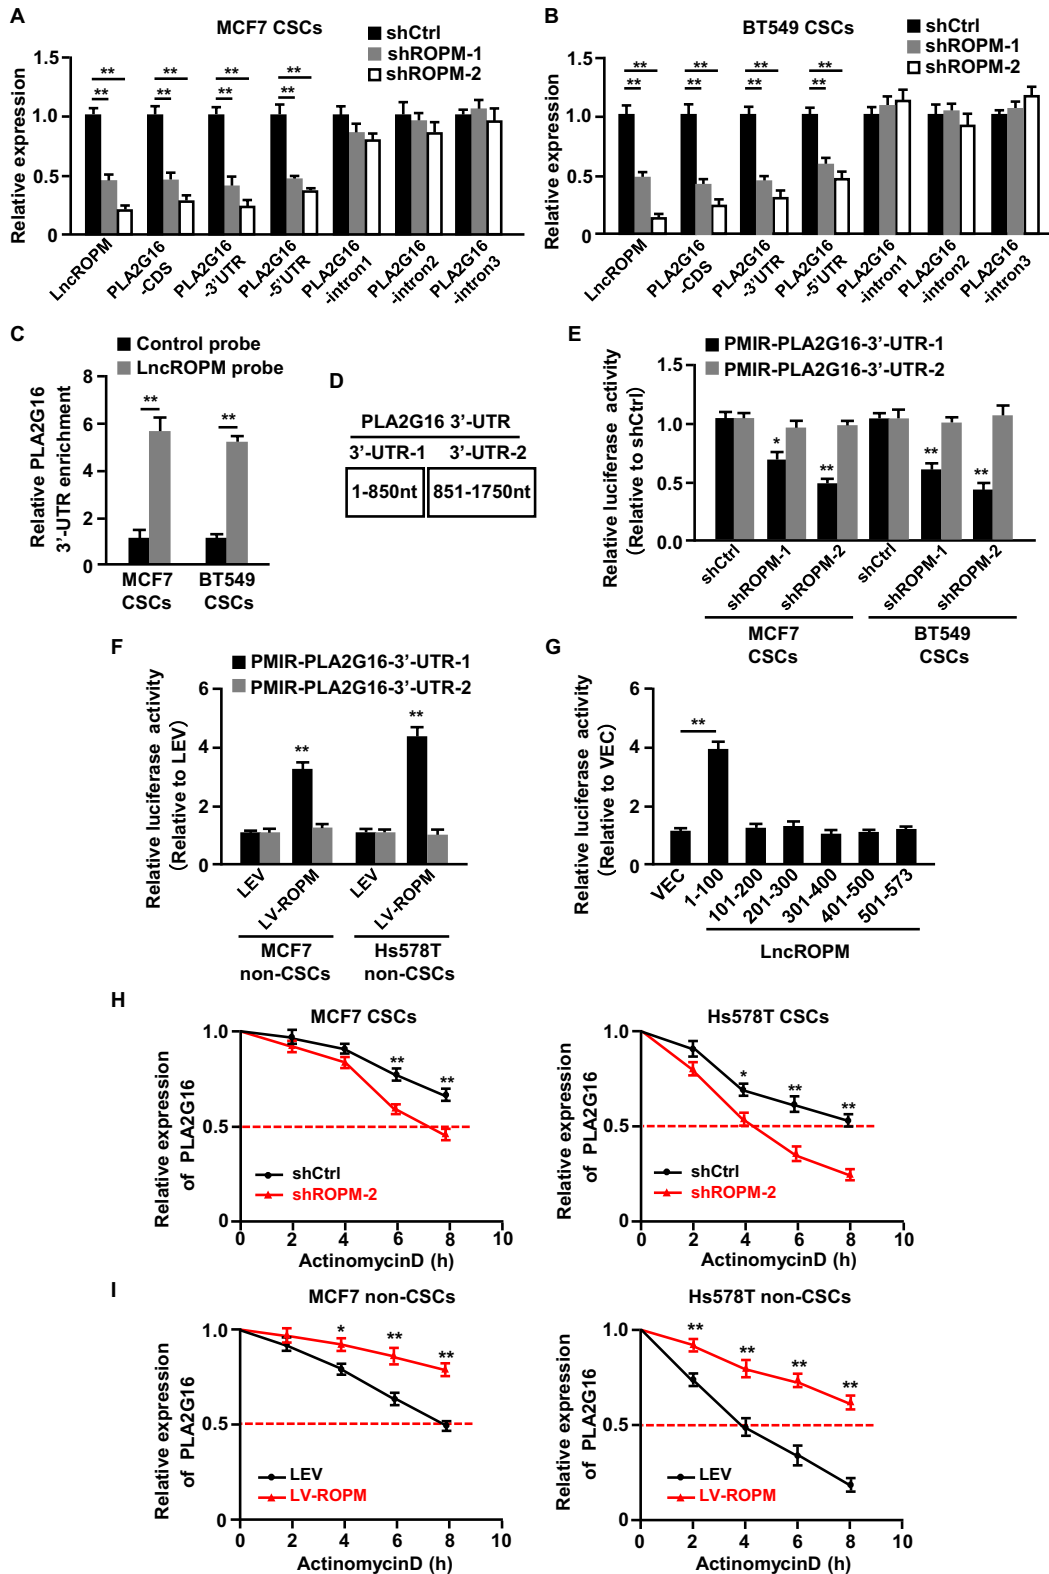 A
MCF7 CSCs
shCtrl
shROPM-1
shROPM-2
Relative expression
1.5
1.0
0.5
0
** ** ** **
** ** ** **
LncROPM
PLA2G16
-CDS
PLA2G16
-3’UTR
PLA2G16
-5’UTR
PLA2G16
-intron1
PLA2G16
-intron2
PLA2G16
-intron3
B
BT549 CSCs
shCtrl
shROPM-1
shROPM-2
Relative expression
1.5
1.0
0.5
0
** ** ** **
** ** ** **
LncROPM
PLA2G16
-CDS
PLA2G16
-3’UTR
PLA2G16
-5’UTR
PLA2G16
-intron1
PLA2G16
-intron2
PLA2G16
-intron3
C
Control probe
LncROPM probe
Relative PLA2G16
3’-UTR enrichment
8
6
4
2
0
** **
MCF7
CSCs
BT549
CSCs
D
PLA2G16 3’-UTR
3’-UTR-1 3’-UTR-2
1-850nt 851-1750nt
E
PMIR-PLA2G16-3’-UTR-1
PMIR-PLA2G16-3’-UTR-2
Relative luciferase activity
(Relative to shCtrl)
1.5
1.0
0.5
0.0
* ** ** **
shCtrl
shROPM-1
shROPM-2
shCtrl
shROPM-1
shROPM-2
MCF7
CSCs
BT549
CSCs
F
PMIR-PLA2G16-3’-UTR-1
PMIR-PLA2G16-3’-UTR-2
Relative luciferase activity
(Relative to LEV)
6
4
2
0
** **
LEV
LV-ROPM
LEV
LV-ROPM
MCF7
non-CSCs
Hs578T
non-CSCs
G
Relative luciferase activity
(Relative to VEC)
6
4
2
0
**
VEC
1-100
101-200
201-300
301-400
401-500
501-573
LncROPM
H
MCF7 CSCs
Relative expression
of PLA2G16
1.0
0.5
0
** **
shCtrl
shROPM-2
0 2 4 6 8 10
ActinomycinD (h)
Hs578T CSCs
Relative expression
of PLA2G16
1.0
0.5
0
* ** **
shCtrl
shROPM-2
0 2 4 6 8 10
ActinomycinD (h)
I
MCF7 non-CSCs
Relative expression
of PLA2G16
1.0
0.5
0
* ** **
LEV
LV-ROPM
0 2 4 6 8 10
ActinomycinD (h)
Hs578T non-CSCs
Relative expression
of PLA2G16
1.0
0.5
0
** ** ** **
LEV
LV-ROPM
0 2 4 6 8 10
ActinomycinD (h)